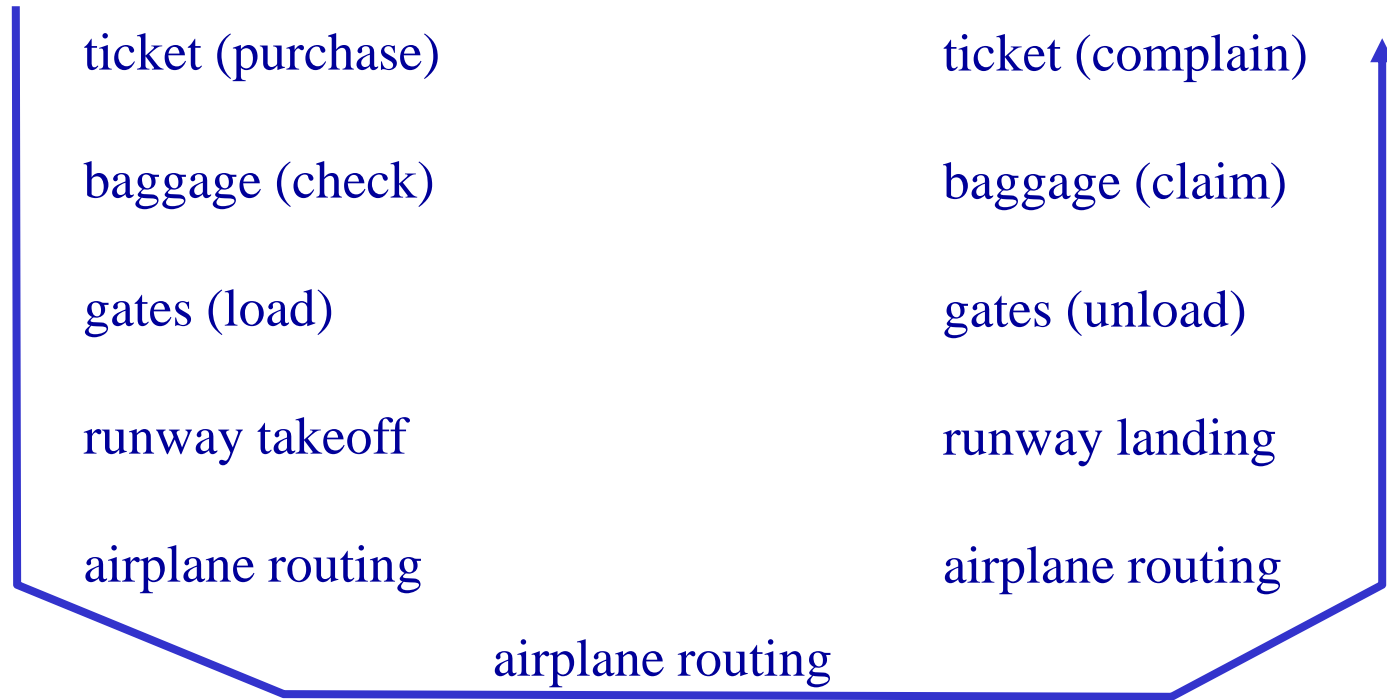 ticket (purchase)
baggage (check)
gates (load)
runway takeoff
airplane routing
airplane routing
ticket (complain)
baggage (claim)
gates (unload)
runway landing
airplane routing